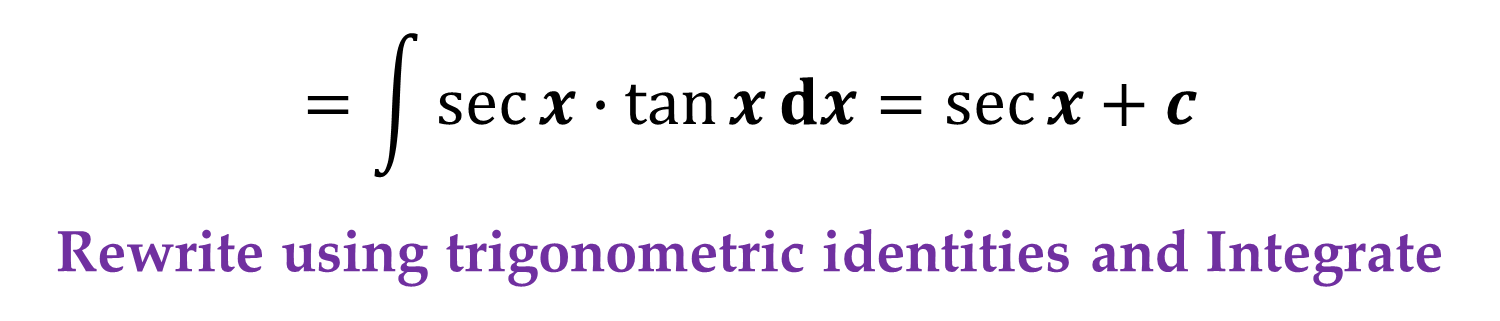 = ∫ sec x · tan x dx = sec x + c
Rewrite using trigonometric identities and Integrate